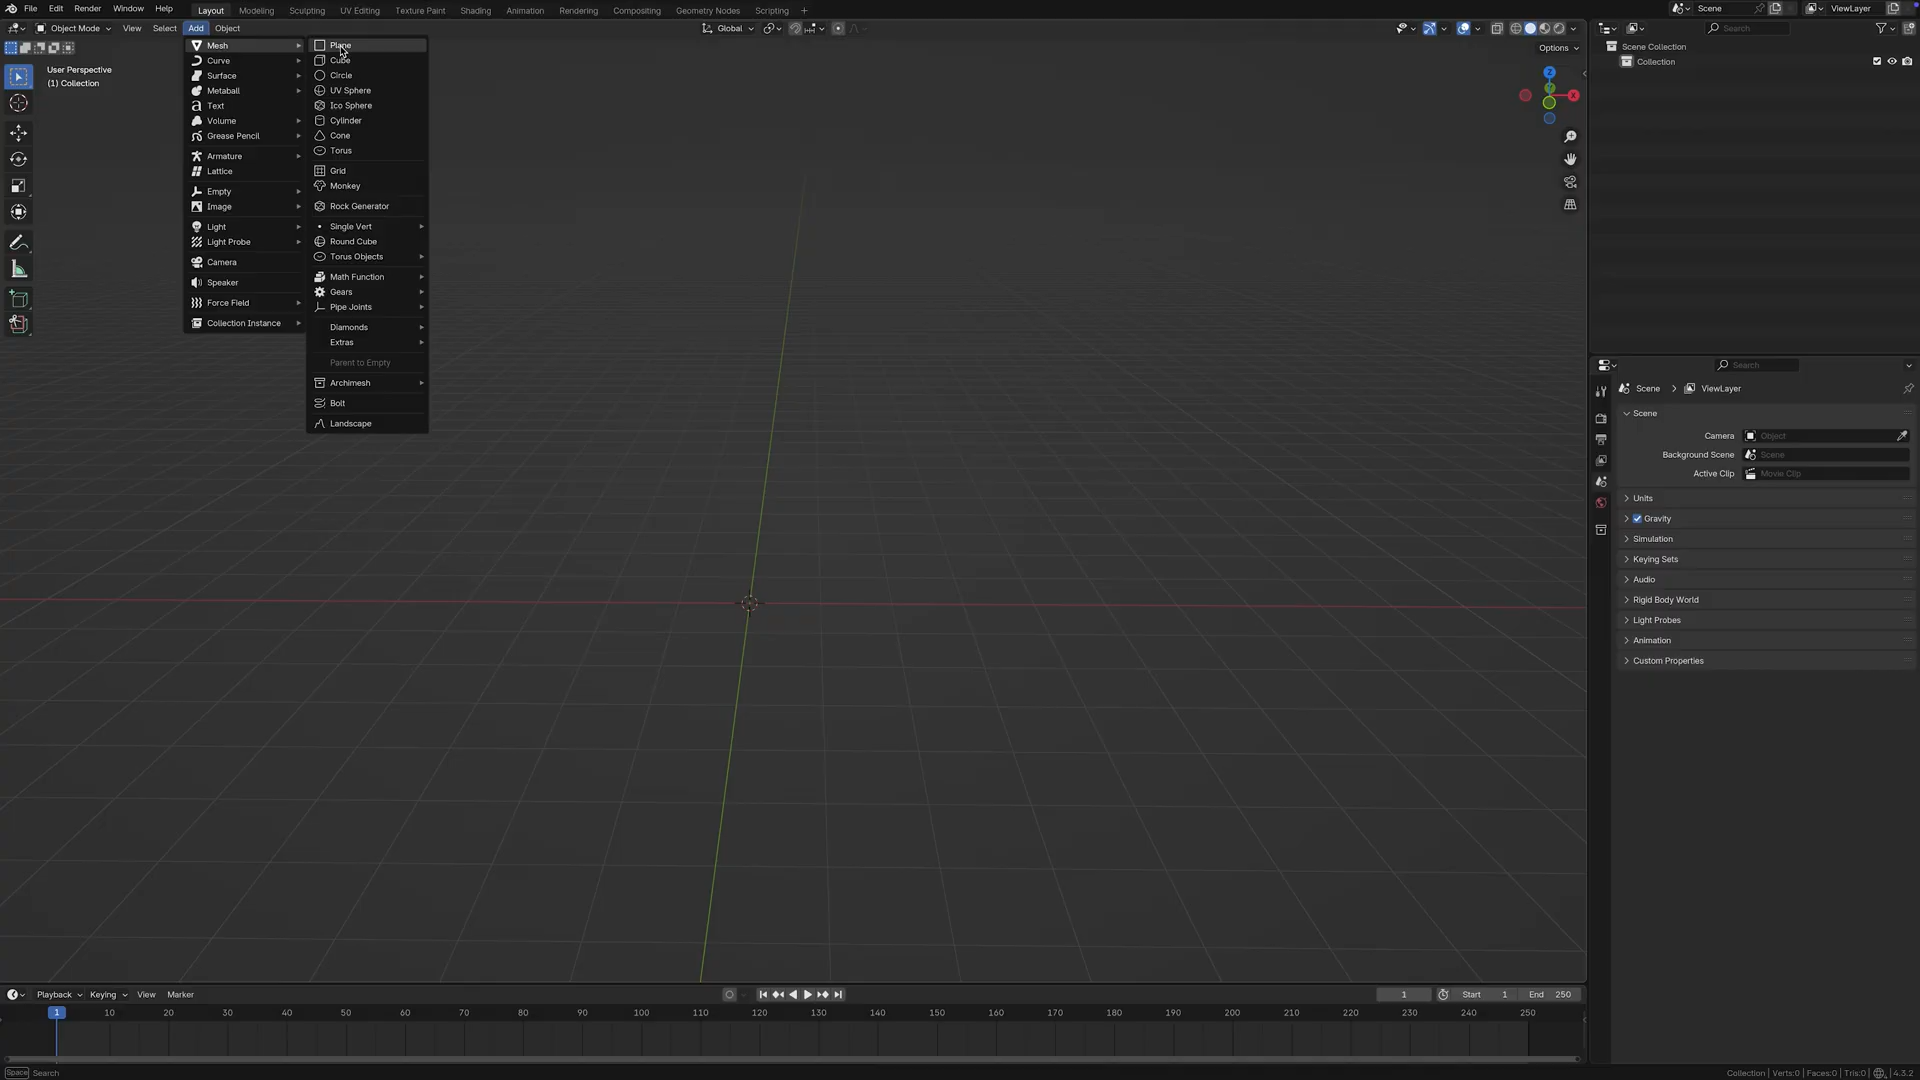 File Edit Render Window Help Layout Modeling Sculpting UV Editing Texture Paint Shading Animation Rendering Compositing Geometry Nodes Scripting + Scene ViewLayer
Object Mode View Select Add Object Global Search
Options
User Perspective
(1) Collection
Mesh
Curve
Surface
Metaball
Text
Volume
Grease Pencil
Armature
Lattice
Empty
Image
Light
Light Probe
Camera
Speaker
Force Field
Collection Instance
Plane
Cube
Circle
UV Sphere
Ico Sphere
Cylinder
Cone
Torus
Grid
Monkey
Rock Generator
Single Vert
Round Cube
Torus Objects
Math Function
Gears
Pipe Joints
Diamonds
Extras
Parent to Empty
Archimesh
Bolt
Landscape
Z
Y
X
Scene Collection
Collection
Search
Scene ViewLayer
Scene
Camera Object
Background Scene Scene
Active Clip Movie Clip
Units
Gravity
Simulation
Keying Sets
Audio
Rigid Body World
Light Probes
Animation
Custom Properties
Playback Keying View Marker 1 Start 1 End 250
1 10 20 30 40 50 60 70 80 90 100 110 120 130 140 150 160 170 180 190 200 210 220 230 240 250
Space Search Collection | Verts:0 | Faces:0 | Tris:0 | 4.3.2